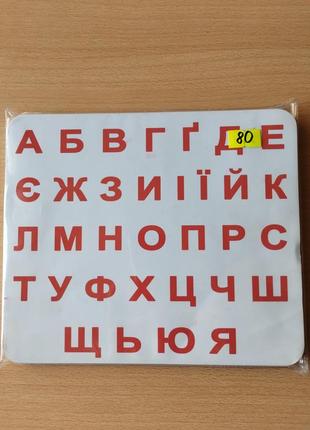 А Б В Г Ґ Д Е
80
Є Ж З И І Ї Й К
Л М Н О П Р С
Т У Ф Х Ц Ч Ш
Щ Ь Ю Я